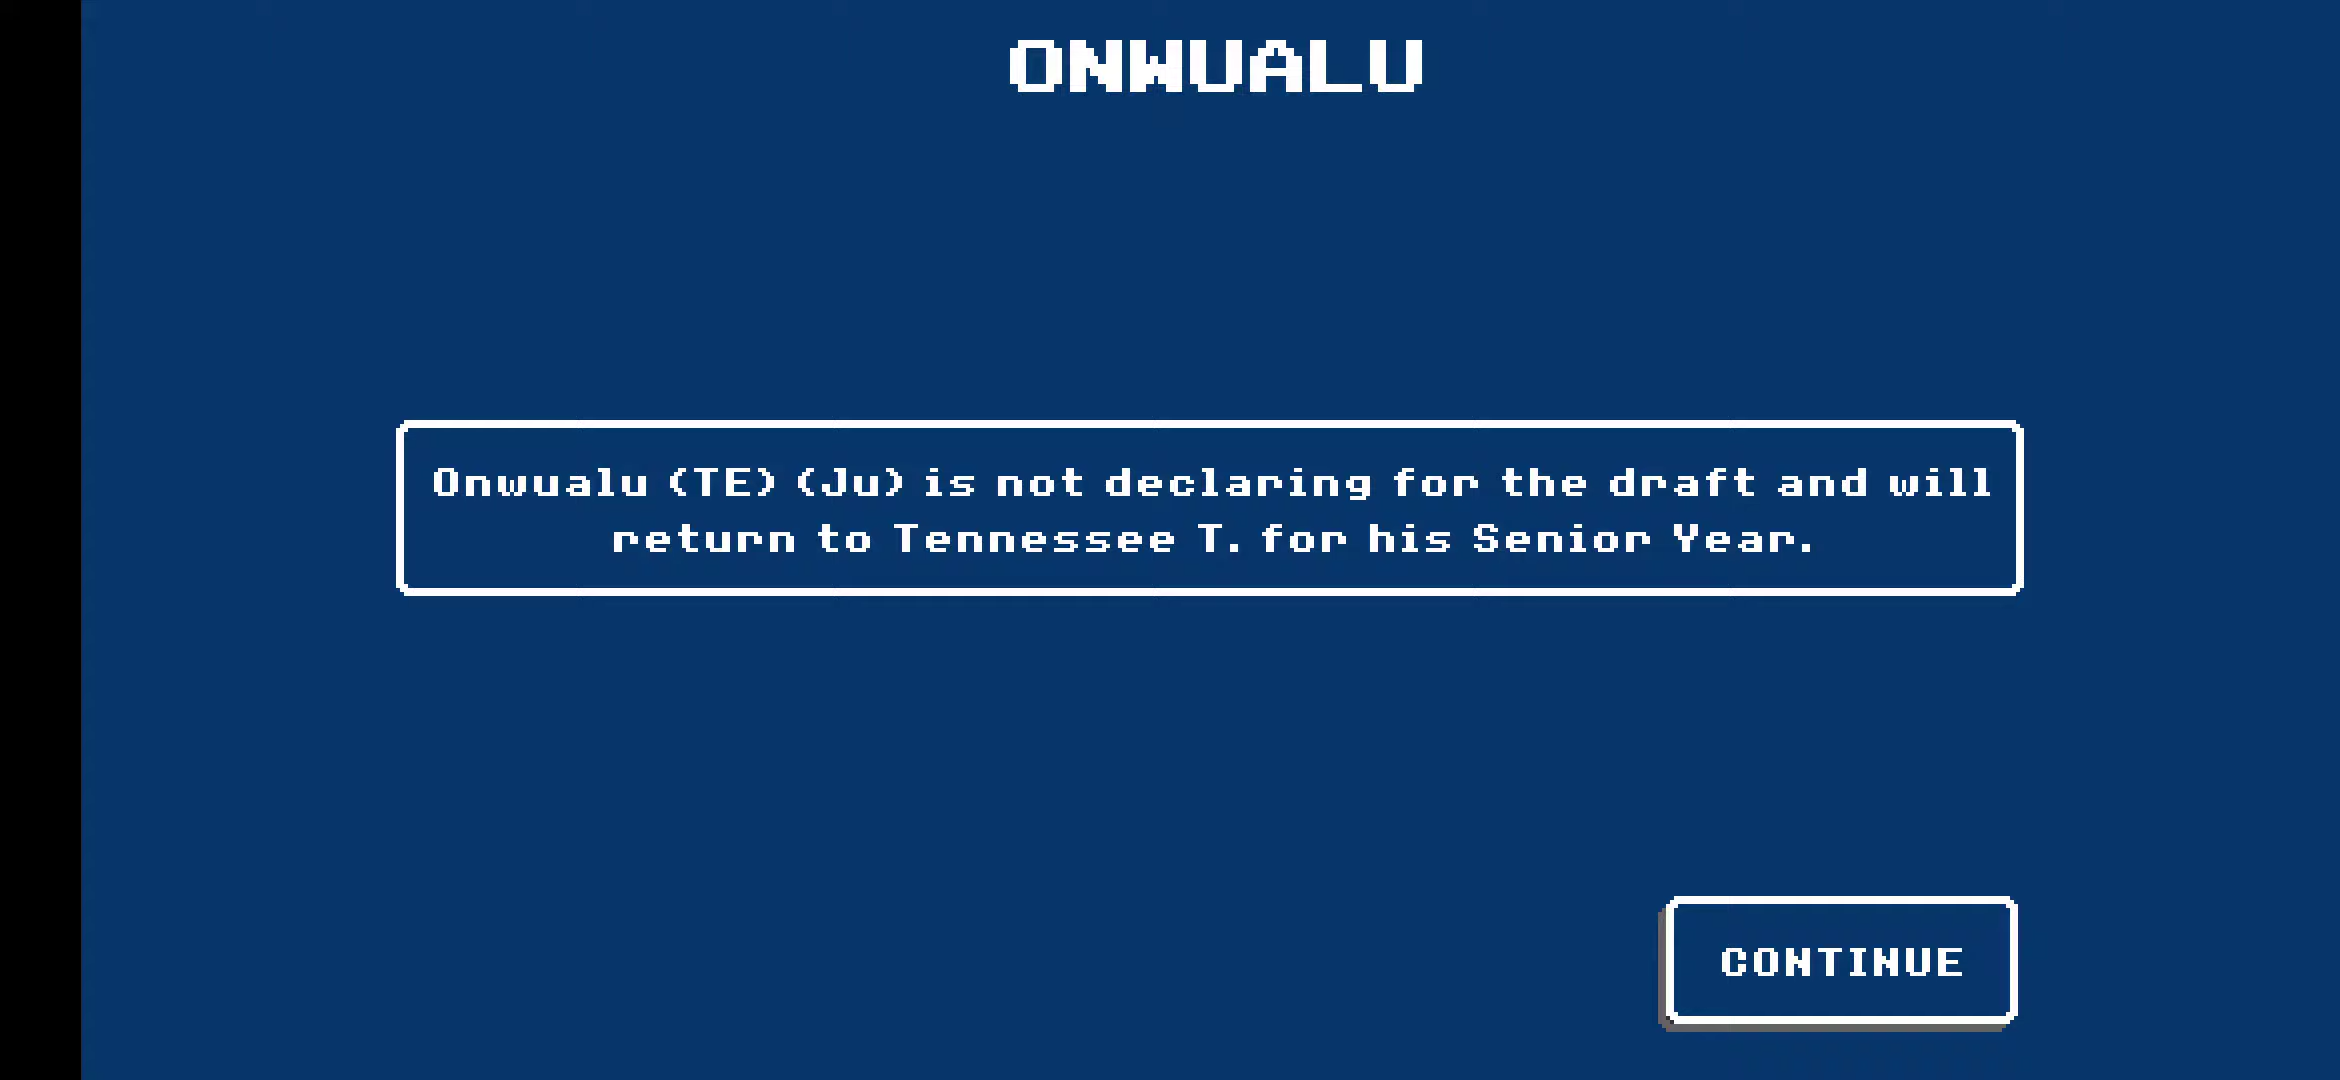 ONWUALU
Onwualu (TE) (Ju) is not declaring for the draft and will
return to Tennessee T. for his Senior Year.
CONTINUE